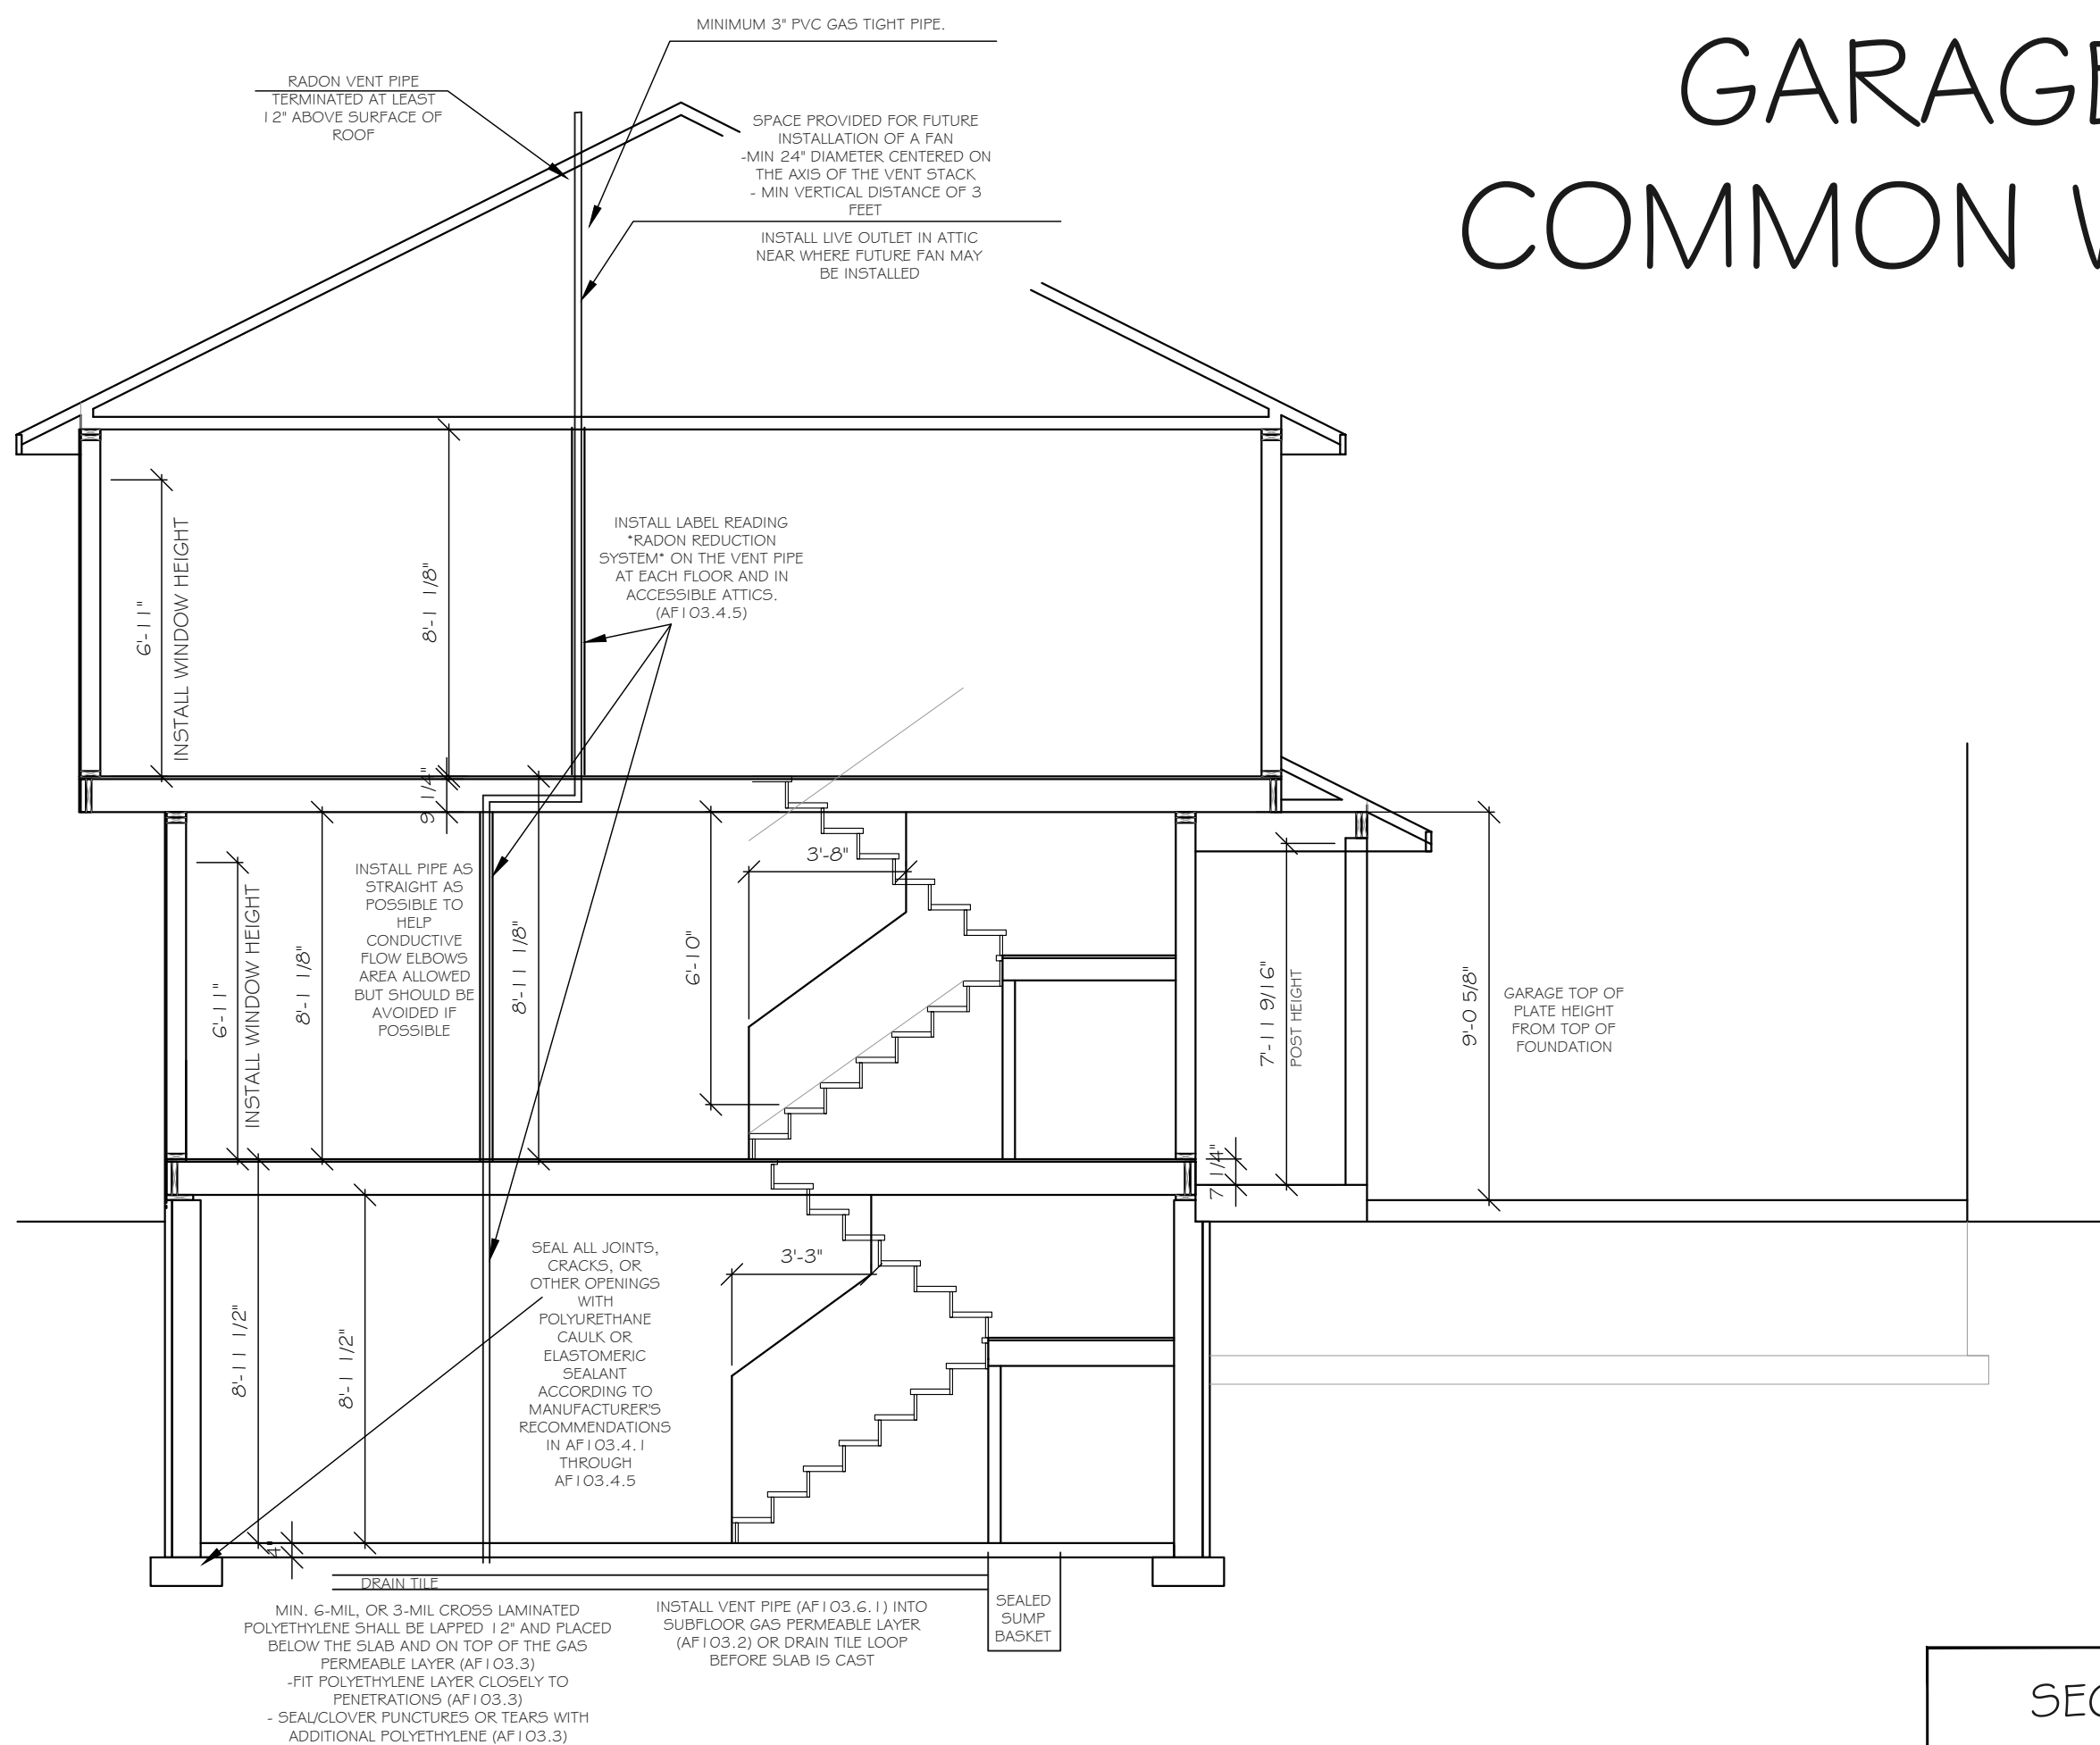 MINIMUM 3" PVC GAS TIGHT PIPE.
GARAGE
COMMON
RADON VENT PIPE
TERMINATED AT LEAST
12" ABOVE SURFACE OF
ROOF
SPACE PROVIDED FOR FUTURE
INSTALLATION OF A FAN
-MIN 24" DIAMETER CENTERED ON
THE AXIS OF THE VENT STACK
- MIN VERTICAL DISTANCE OF 3
FEET
INSTALL LIVE OUTLET IN ATTIC
NEAR WHERE FUTURE FAN MAY
BE INSTALLED
6'-11"
INSTALL WINDOW HEIGHT
8'-1 1/8"
INSTALL LABEL READING
"RADON REDUCTION
SYSTEM" ON THE VENT PIPE
AT EACH FLOOR AND IN
ACCESSIBLE ATTICS.
(AF103.4.5)
9 1/4"
6'-11"
INSTALL WINDOW HEIGHT
8'-1 1/8"
INSTALL PIPE AS
STRAIGHT AS
POSSIBLE TO
HELP
CONDUCTIVE
FLOW ELBOWS
AREA ALLOWED
BUT SHOULD BE
AVOIDED IF
POSSIBLE
8'-11 1/8"
6'-10"
3'-8"
7'-11 9/16"
POST HEIGHT
9'-0 5/8"
GARAGE TOP OF
PLATE HEIGHT
FROM TOP OF
FOUNDATION
7 1/4"
8'-11 1/2"
8'-1 1/2"
SEAL ALL JOINTS,
CRACKS, OR
OTHER OPENINGS
WITH
POLYURETHANE
CAULK OR
ELASTOMERIC
SEALANT
ACCORDING TO
MANUFACTURER'S
RECOMMENDATIONS
IN AF103.4.1
THROUGH
AF103.4.5
3'-3"
4"
DRAIN TILE
MIN. 6-MIL, OR 3-MIL CROSS LAMINATED
POLYETHYLENE SHALL BE LAPPED 12" AND PLACED
BELOW THE SLAB AND ON TOP OF THE GAS
PERMEABLE LAYER (AF103.3)
-FIT POLYETHYLENE LAYER CLOSELY TO
PENETRATIONS (AF103.3)
- SEAL/CLOVER PUNCTURES OR TEARS WITH
ADDITIONAL POLYETHYLENE (AF103.3)
INSTALL VENT PIPE (AF103.6.1) INTO
SUBFLOOR GAS PERMEABLE LAYER
(AF103.2) OR DRAIN TILE LOOP
BEFORE SLAB IS CAST
SEALED
SUMP
BASKET